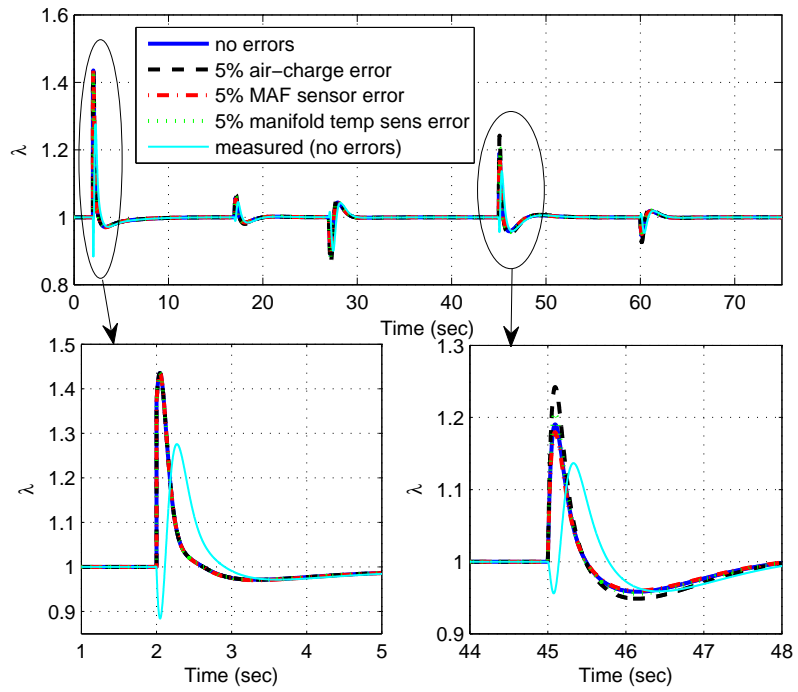 1.6
1.4
1.2
1
0.8
λ
no errors
5% air−charge error
5% MAF sensor error
5% manifold temp sens error
measured (no errors)
0 10 20 30 40 50 60 70
Time (sec)
1.5
1.4
1.3
1.2
1.1
1
0.9
λ
1 2 3 4 5
Time (sec)
1.3
1.2
1.1
1
0.9
λ
44 45 46 47 48
Time (sec)